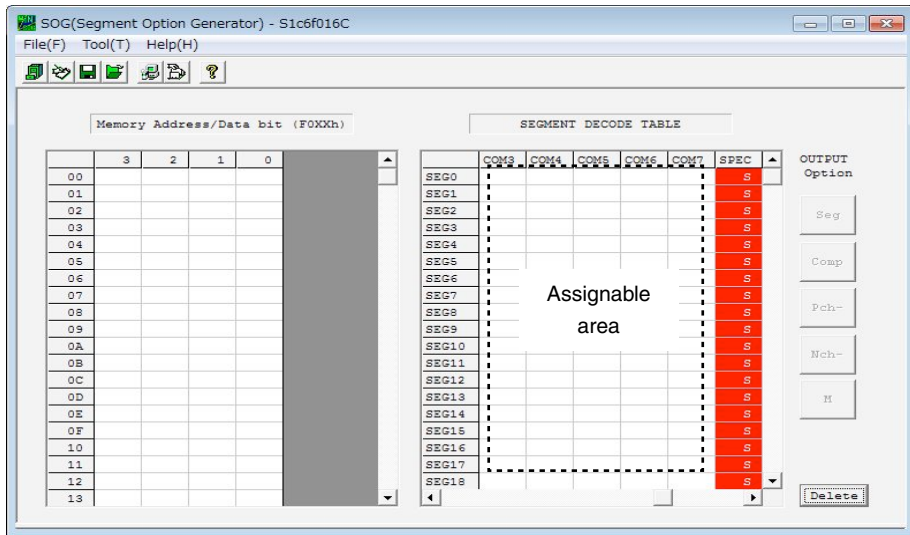 SOG(Segment Option Generator) - S1c6f016C
File(F) Tool(T) Help(H)
Memory Address/Data bit (F0XXh)
SEGMENT DECODE TABLE
3 2 1 0
00
01
02
03
04
05
06
07
08
09
0A
0B
0C
0D
0E
0F
10
11
12
13
COM3 COM4 COM5 COM6 COM7 SPEC
SEG0 S
SEG1 S
SEG2 S
SEG3 S
SEG4 S
SEG5 S
SEG6 S
SEG7 S
SEG8 S
SEG9 S
SEG10 S
SEG11 S
SEG12 S
SEG13 S
SEG14 S
SEG15 S
SEG16 S
SEG17 S
SEG18 S
Assignable
area
OUTPUT
Option
Seg
Comp
Pch-
Nch-
M
Delete